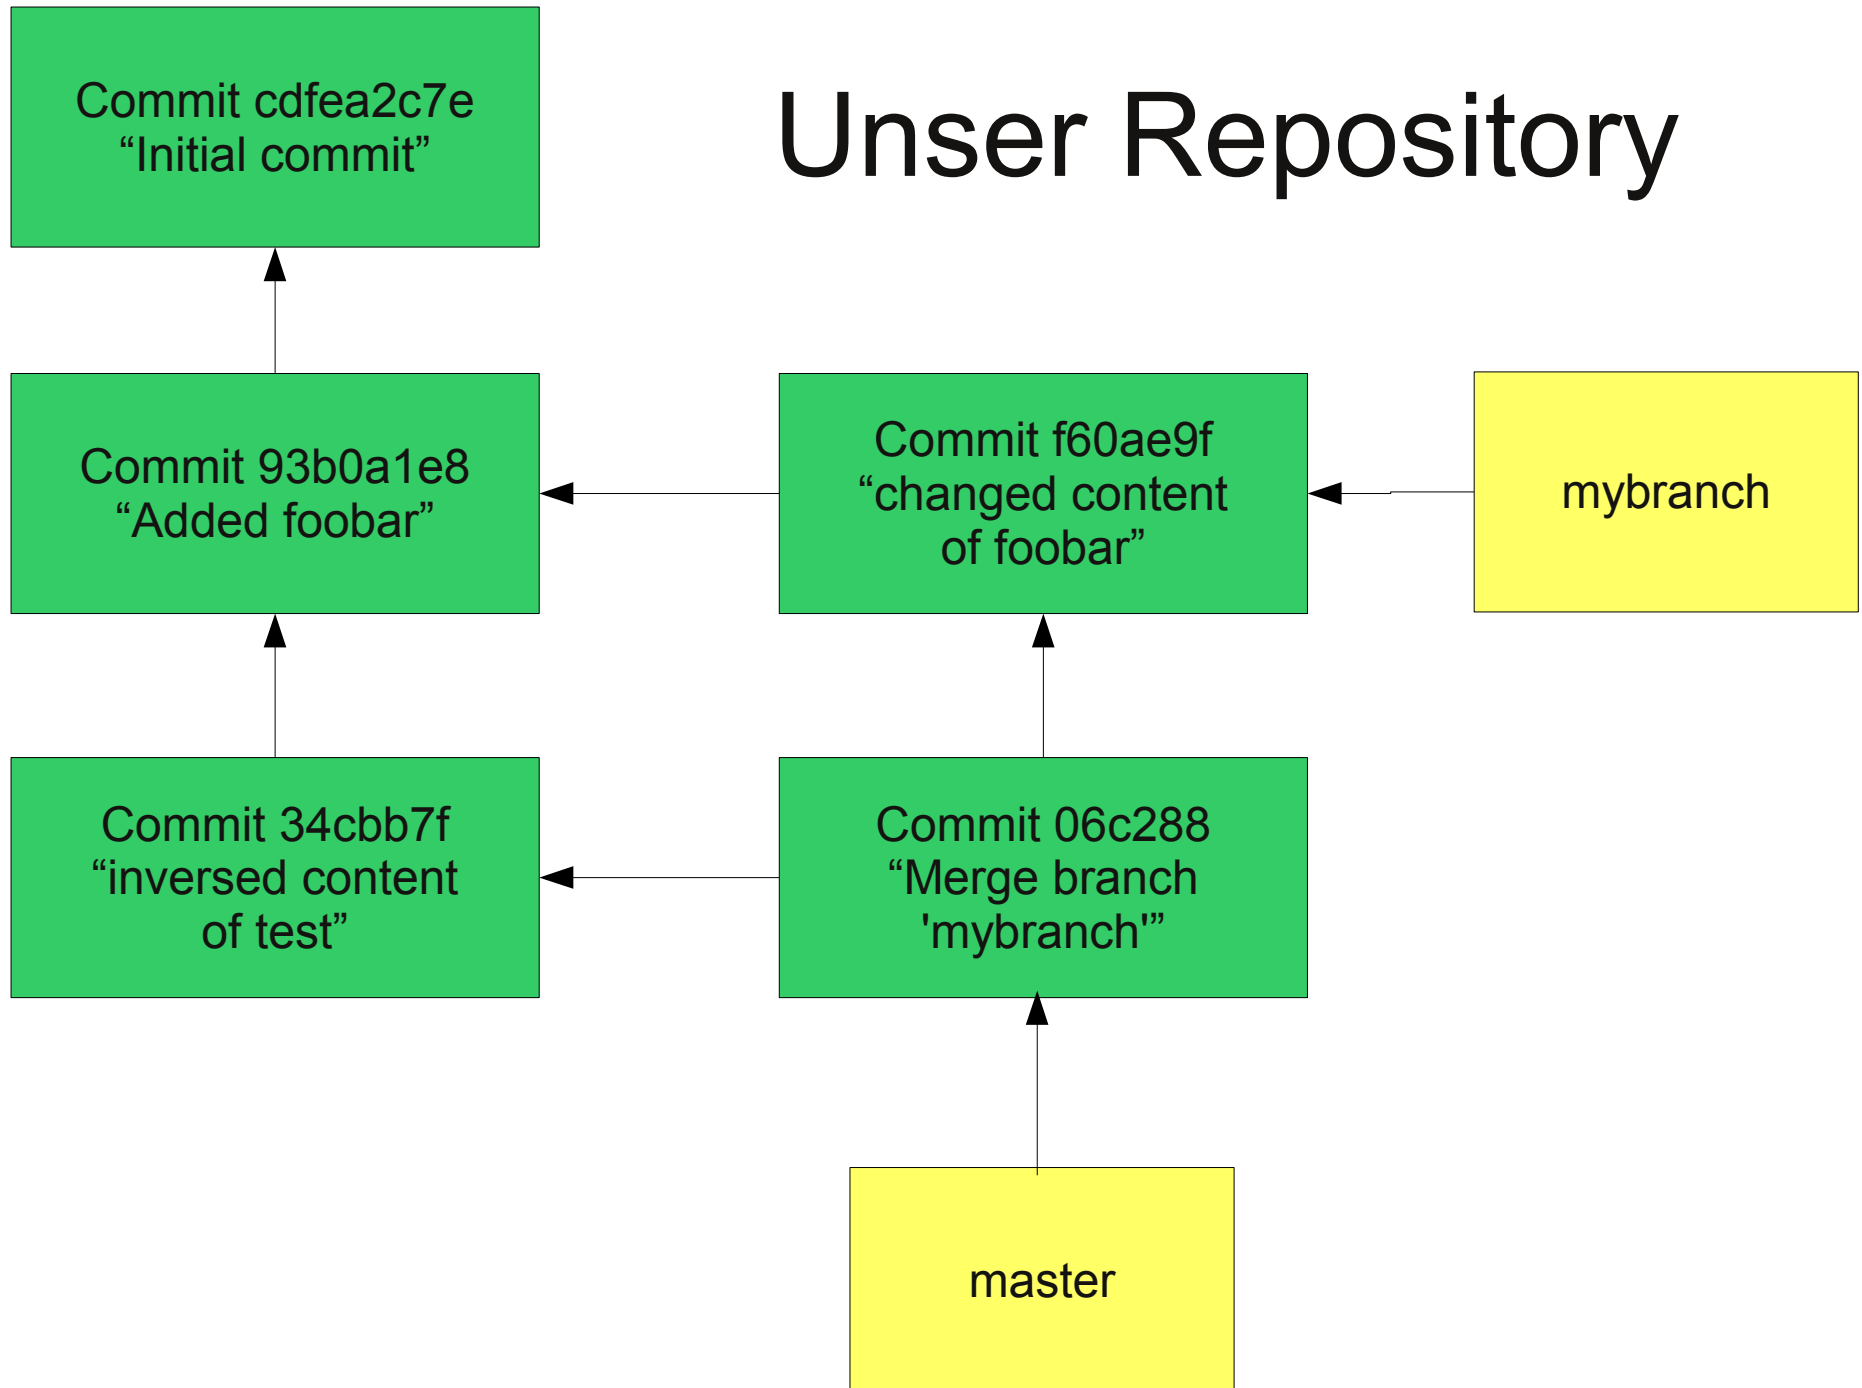 Commit cdfea2c7e
“Initial commit”
Unser Repository
Commit 93b0a1e8
“Added foobar”
Commit f60ae9f
“changed content
of foobar”
mybranch
Commit 34cbb7f
“inversed content
of test”
Commit 06c288
“Merge branch
'mybranch'”
master